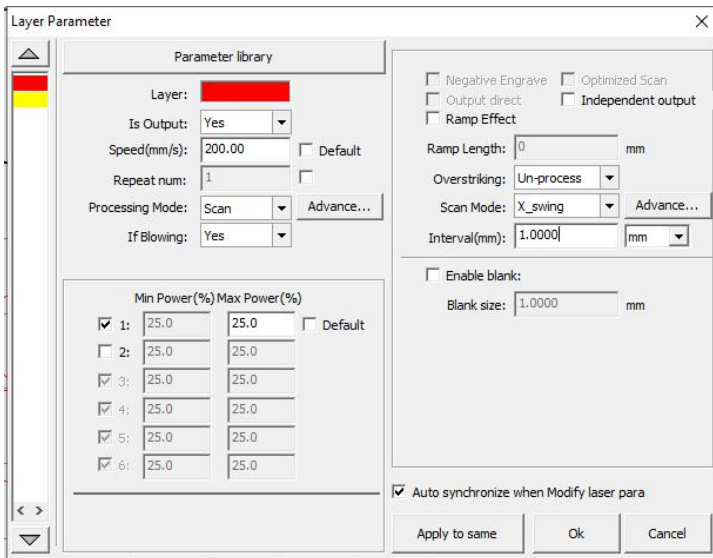 Layer Parameter
Parameter library
Layer:
Is Output: Yes
Speed(mm/s): 200.00 Default
Repeat num: 1
Processing Mode: Scan Advance...
If Blowing: Yes
Min Power(%) Max Power(%)
1: 25.0 25.0 Default
2: 25.0 25.0
3: 25.0 25.0
4: 25.0 25.0
5: 25.0 25.0
6: 25.0 25.0
Negative Engrave Optimized Scan
Output direct Independent output
Ramp Effect
Ramp Length: 0 mm
Overstriking: Un-process
Scan Mode: X_swing Advance...
Interval(mm): 1.0000 mm
Enable blank:
Blank size: 1.0000 mm
Auto synchronize when Modify laser para
Apply to same Ok Cancel